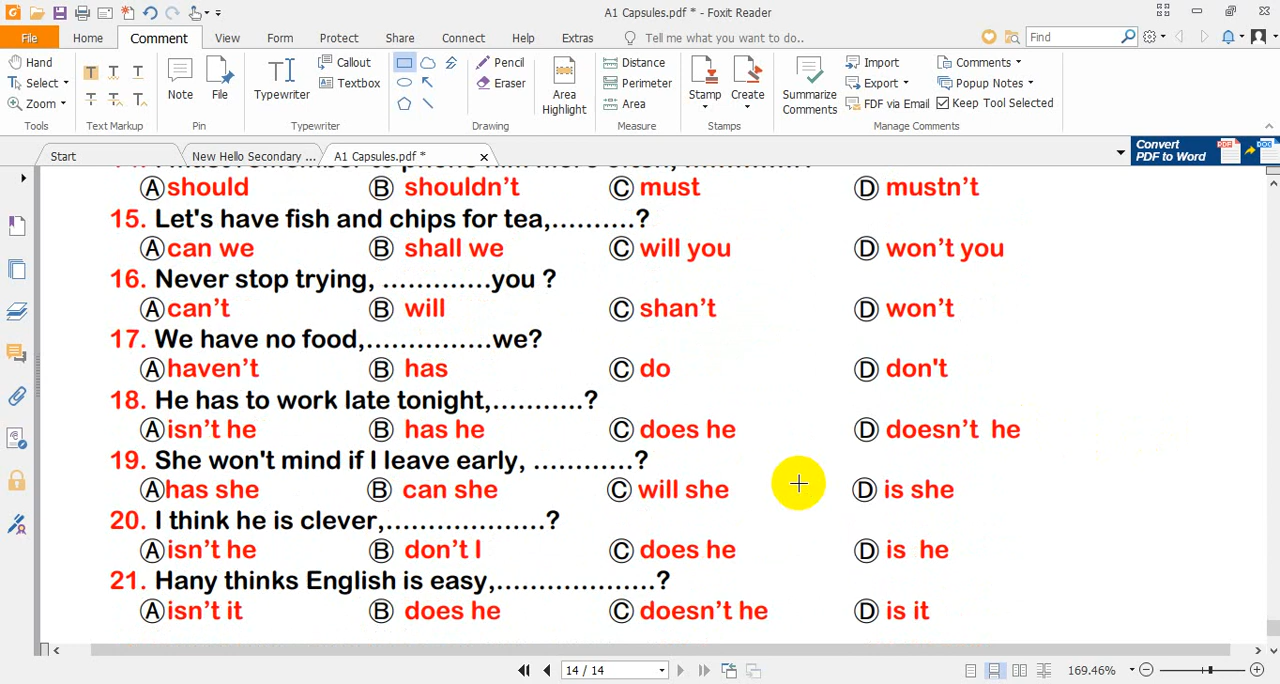 A1 Capsules.pdf * - Foxit Reader
File Home Comment View Form Protect Share Connect Help Extras Tell me what you want to do.. Find
Hand Callout Pencil Distance Import Comments
Select Note File Typewriter Textbox Eraser Area Highlight Perimeter Stamp Create Summarize Comments Export Popup Notes
Zoom Area FDF via Email Keep Tool Selected
Tools Text Markup Pin Typewriter Drawing Measure Stamps Manage Comments
Start New Hello Secondary ... A1 Capsules.pdf * Convert PDF to Word
A should B shouldn't C must D mustn't
15. Let's have fish and chips for tea,..........?
A can we B shall we C will you D won't you
16. Never stop trying, .............you ?
A can't B will C shan't D won't
17. We have no food,...............we?
A haven't B has C do D don't
18. He has to work late tonight,...........?
A isn't he B has he C does he D doesn't he
19. She won't mind if I leave early, ............?
A has she B can she C will she D is she
20. I think he is clever,...................?
A isn't he B don't I C does he D is he
21. Hany thinks English is easy,...................?
A isn't it B does he C doesn't he D is it
14 / 14 169.46%